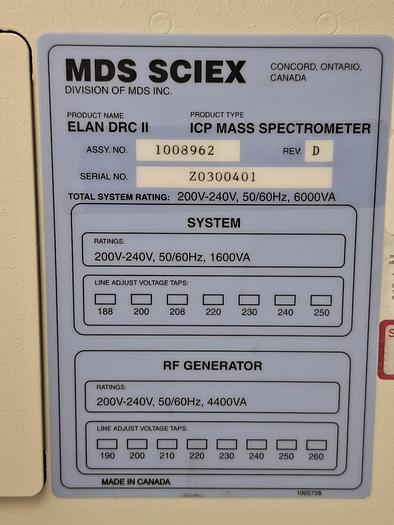 MDS SCIEX
DIVISION OF MDS INC.
CONCORD, ONTARIO,
CANADA
PRODUCT NAME
ELAN DRC II
PRODUCT TYPE
ICP MASS SPECTROMETER
ASSY. NO. 1008962 REV. D
SERIAL NO. Z0300401
TOTAL SYSTEM RATING: 200V-240V, 50/60HZ, 6000VA
SYSTEM
RATINGS:
200V-240V, 50/60HZ, 1600VA
LINE ADJUST VOLTAGE TAPS:
188 200 208 220 230 240 250
RF GENERATOR
RATINGS:
200V-240V, 50/60HZ, 4400VA
LINE ADJUST VOLTAGE TAPS:
190 200 210 220 230 240 250 260
MADE IN CANADA
1005758